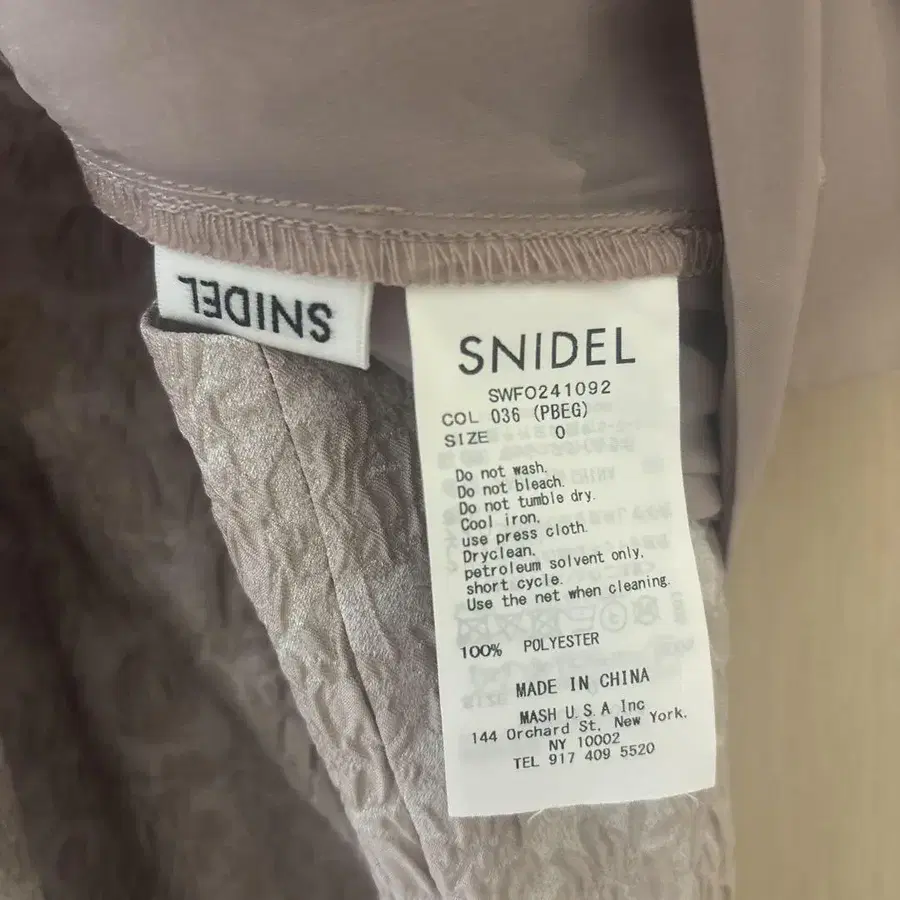 SNIDEL
SNIDEL
SWFO241092
COL 036 (PBEG)
SIZE 0
Do not wash.
Do not bleach.
Do not tumble dry.
Cool iron,
use press cloth.
Dryclean,
petroleum solvent only,
short cycle.
Use the net when cleaning.
100% POLYESTER
MADE IN CHINA
MASH U.S.A Inc
144 Orchard St, New York,
NY 10002
TEL 917 409 5520